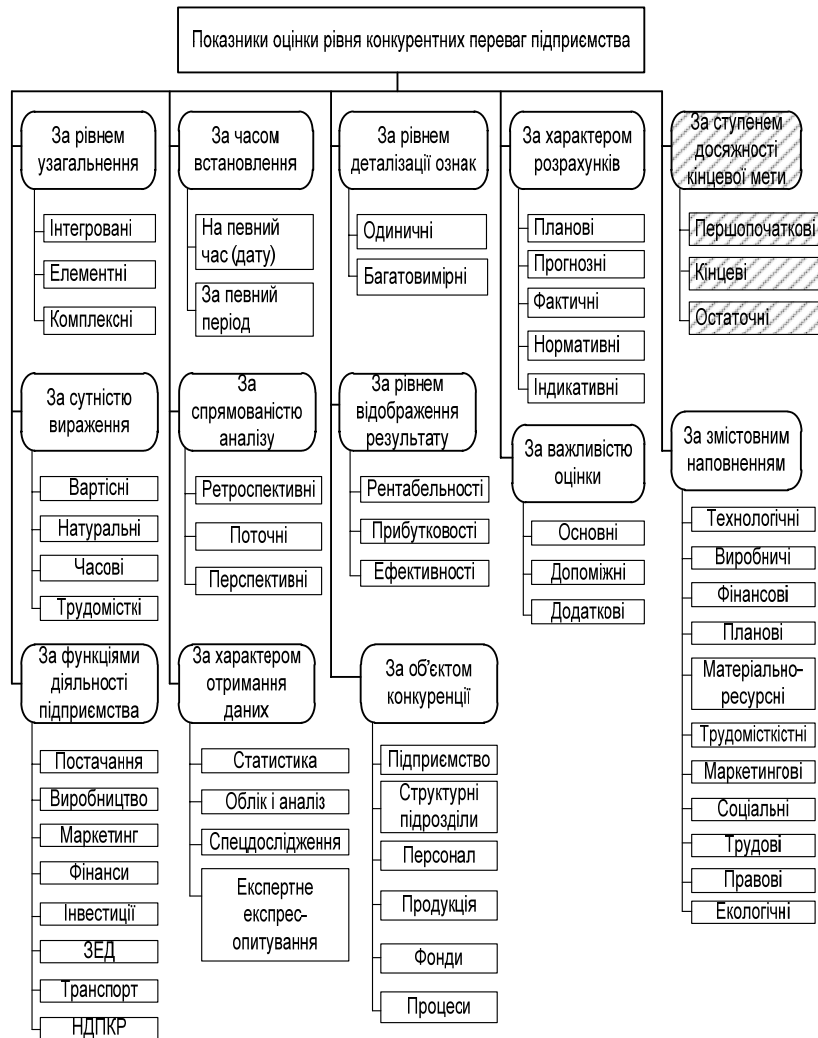 Показники оцінки рівня конкурентних переваг підприємства
За рівнем
узагальнення
Інтегровані
Елементні
Комплексні
За часом
встановлення
На певний
час (дату)
За певний
період
За рівнем
деталізації ознак
Одиничні
Багатовимірні
За характером
розрахунків
Планові
Прогнозні
Фактичні
Нормативні
Індикативні
За ступенем
досяжності
кінцевої мети
Першопочаткові
Кінцеві
Остаточні
За сутністю
вираження
Вартісні
Натуральні
Часові
Трудомісткі
За
спрямованістю
аналізу
Ретроспективні
Поточні
Перспективні
За рівнем
відображення
результату
Рентабельності
Прибутковості
Ефективності
За важливістю
оцінки
Основні
Допоміжні
Додаткові
За змістовним
наповненням
Технологічні
Виробничі
Фінансові
Планові
Матеріально-
ресурсні
Трудомісткістні
Маркетингові
Соціальні
Трудові
Правові
Екологічні
За функціями
діяльності
підприємства
Постачання
Виробництво
Маркетинг
Фінанси
Інвестиції
ЗЕД
Транспорт
НДПКР
За характером
отримання
даних
Статистика
Облік і аналіз
Спецдослідження
Експертне
експрес-
опитування
За об’єктом
конкуренції
Підприємство
Структурні
підрозділи
Персонал
Продукція
Фонди
Процеси